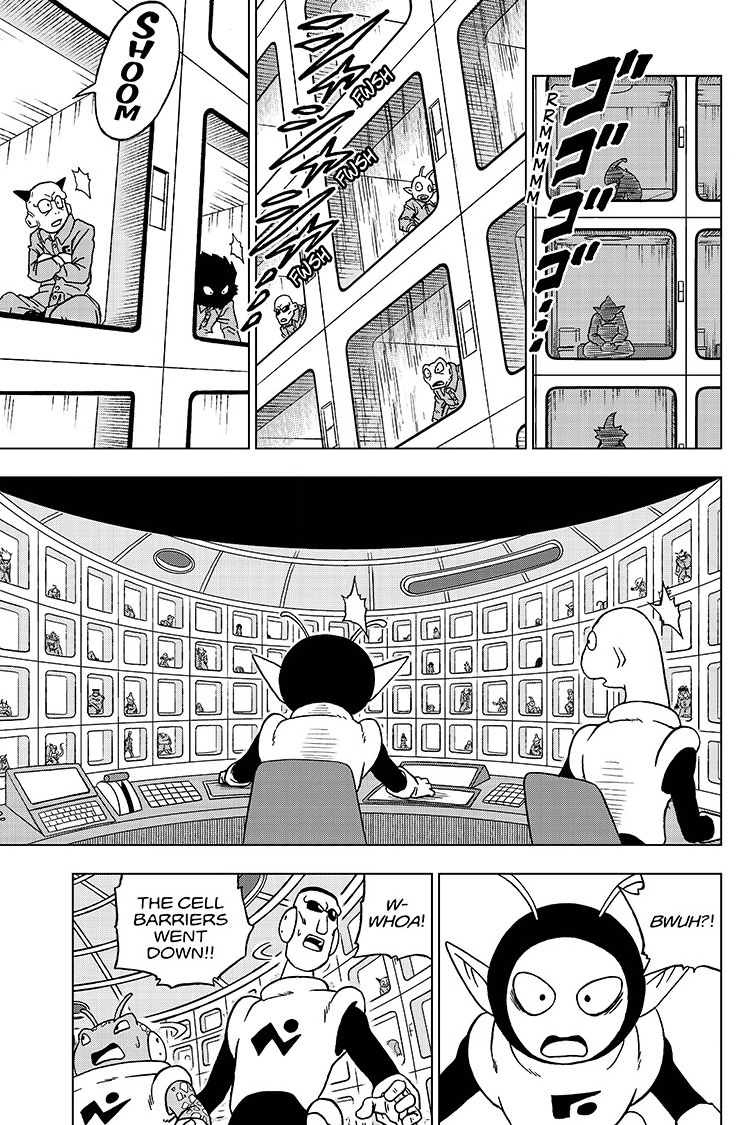 ゴゴゴゴ...
RRMMMMM
FWSH
FWSH
FWSH
SHOOM
BWUH?!
W-
WHOA!
THE CELL
BARRIERS
WENT
DOWN!!